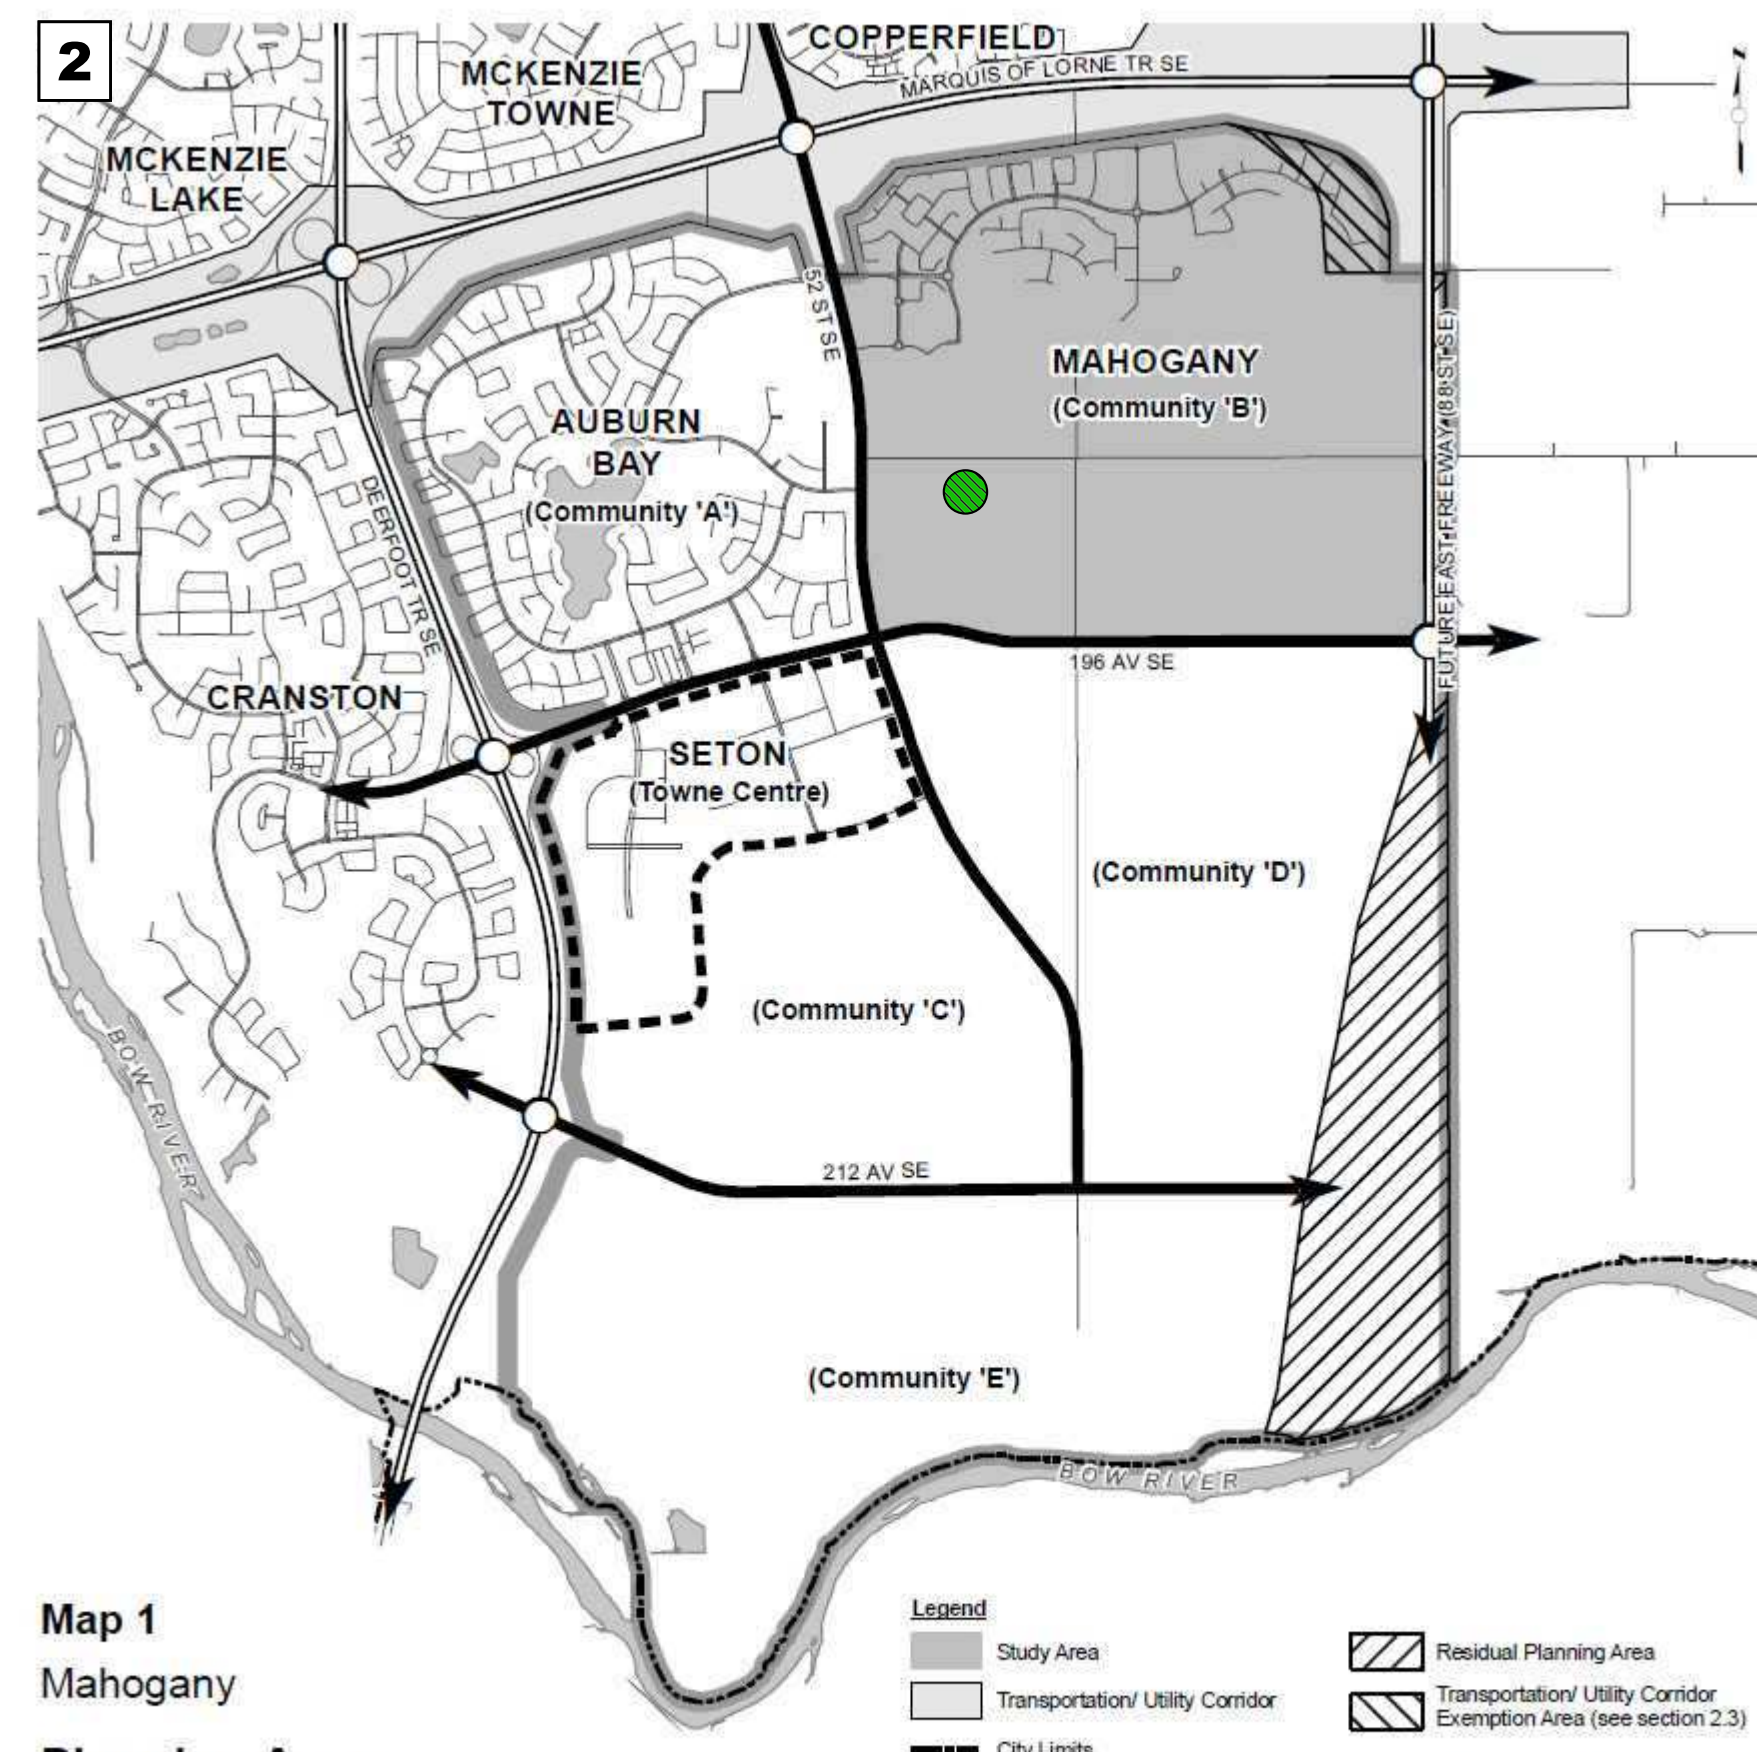 2
COPPERFIELD
MARQUIS OF LORNE TR SE
MCKENZIE
TOWNE
MCKENZIE
LAKE
52 ST SE
MAHOGANY
(Community 'B')
FUTURE EAST FREEWAY (88 ST SE)
AUBURN
BAY
(Community 'A')
DEERFOOT TR SE
196 AV SE
CRANSTON
SETON
(Towne Centre)
(Community 'D')
(Community 'C')
BOW RIVER
212 AV SE
(Community 'E')
BOW RIVER
Map 1
Mahogany
Legend
Study Area
Transportation/ Utility Corridor
City Limits
Residual Planning Area
Transportation/ Utility Corridor
Exemption Area (see section 2.3)